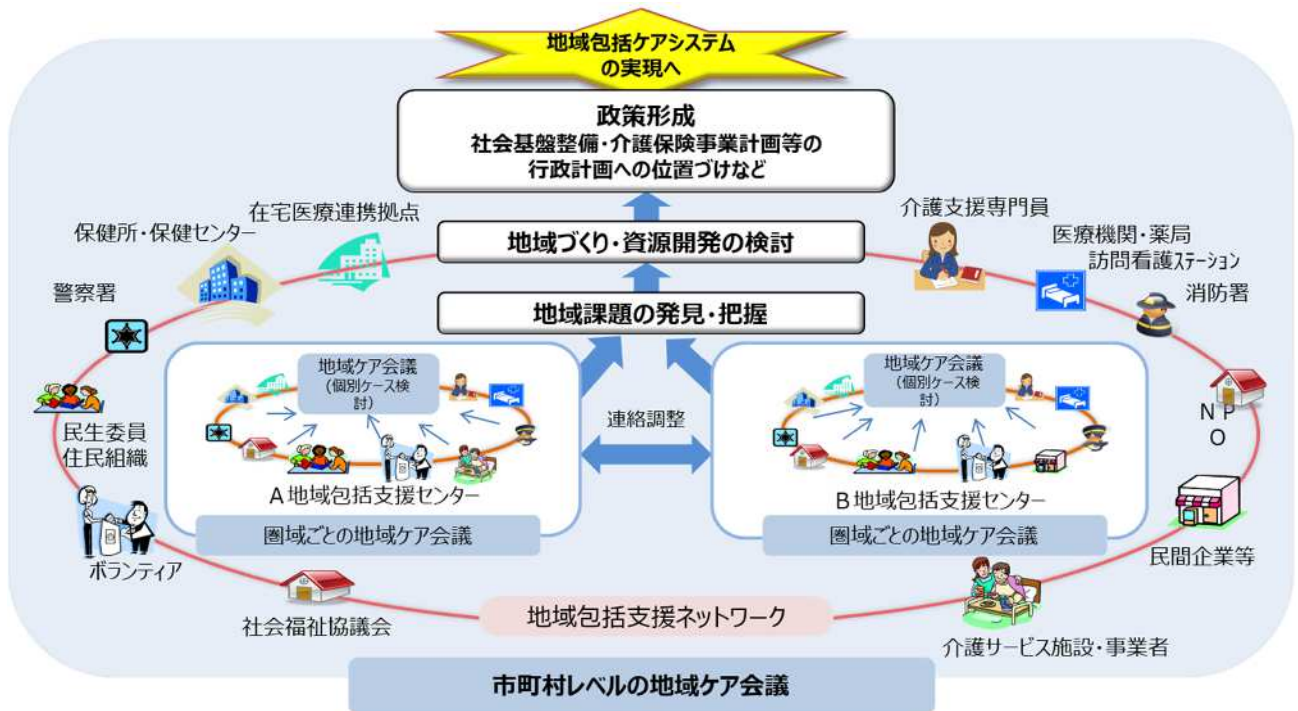 地域包括ケアシステム
の実現へ
政策形成
社会基盤整備・介護保険事業計画等の
行政計画への位置づけなど
在宅医療連携拠点
介護支援専門員
保健所・保健センター
地域づくり・資源開発の検討
医療機関・薬局
訪問看護ステーション
警察署
消防署
地域課題の発見・把握
地域ケア会議
(個別ケース検
討)
地域ケア会議
(個別ケース検
討)
連絡調整
NP
O
民生委員
住民組織
A地域包括支援センター
B地域包括支援センター
圏域ごとの地域ケア会議
圏域ごとの地域ケア会議
ボランティア
民間企業等
社会福祉協議会
地域包括支援ネットワーク
介護サービス施設・事業者
市町村レベルの地域ケア会議